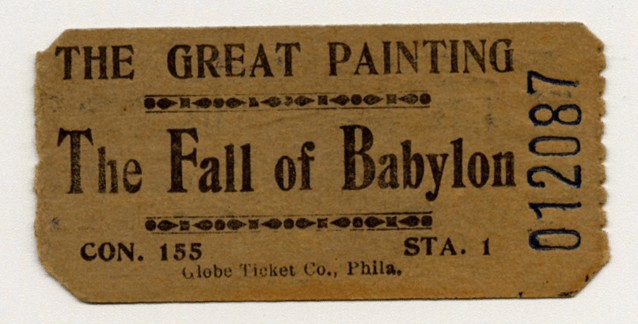 THE GREAT PAINTING
The Fall of Babylon
CON. 155 STA. 1
Globe Ticket Co., Phila.
012087